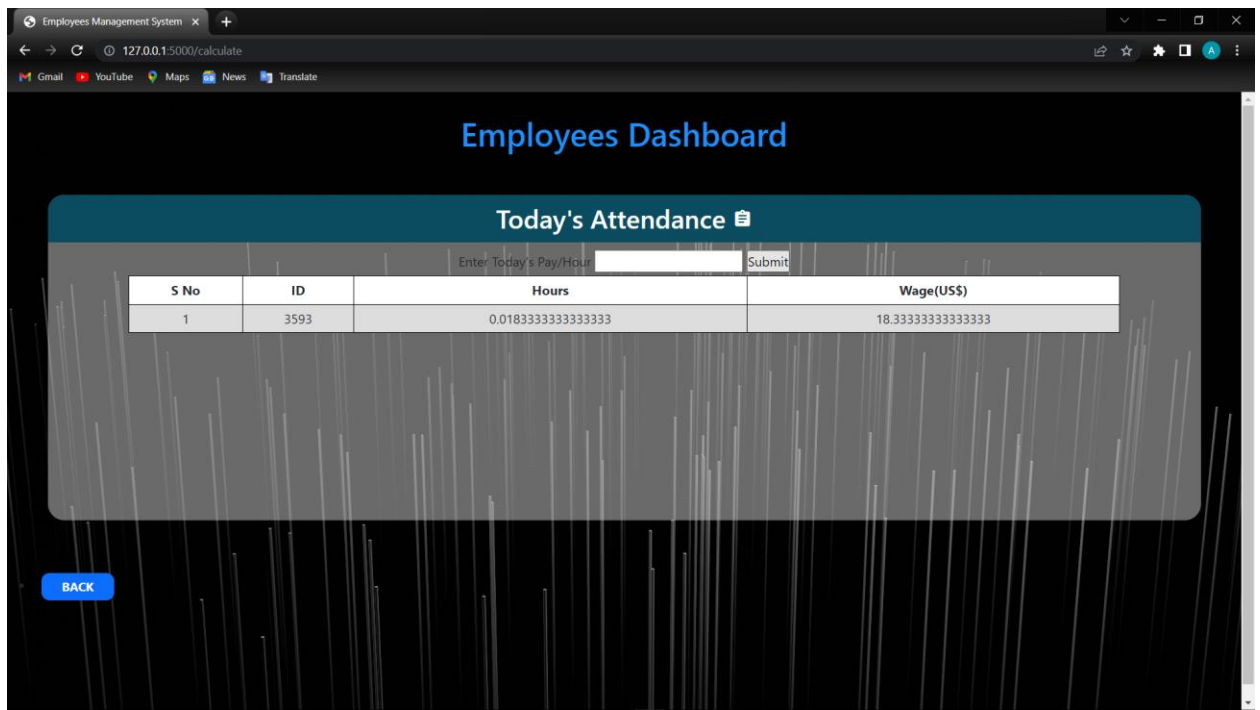 Employees Management System
127.0.0.1:5000/calculate
A
Gmail YouTube Maps GB News Translate
Employees Dashboard
Today's Attendance
Enter Today's Pay/Hour Submit
S No ID Hours Wage(US$)
1 3593 0.0183333333333333 18.33333333333333
BACK